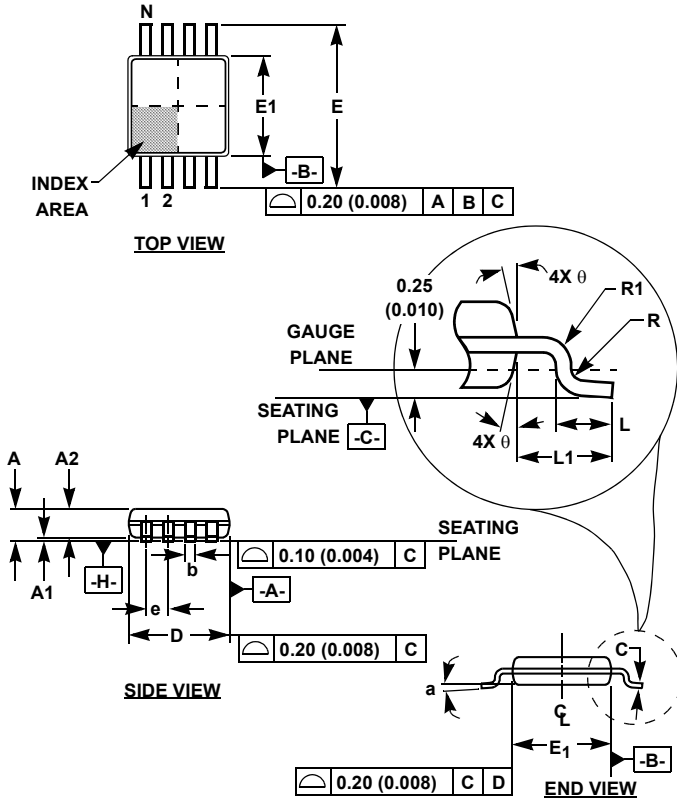 N
E1
E
-B-
INDEX
AREA
1 2
⌓ 0.20 (0.008) A B C
TOP VIEW
0.25
(0.010)
4X θ
R1
R
GAUGE
PLANE
SEATING
PLANE -C-
4X θ
L
L1
A A2
SEATING
PLANE
⌓ 0.10 (0.004) C
A1
-H-
b
-A-
e
D
⌓ 0.20 (0.008) C
SIDE VIEW
C
a
CL
E1
-B-
⌓ 0.20 (0.008) C D
END VIEW